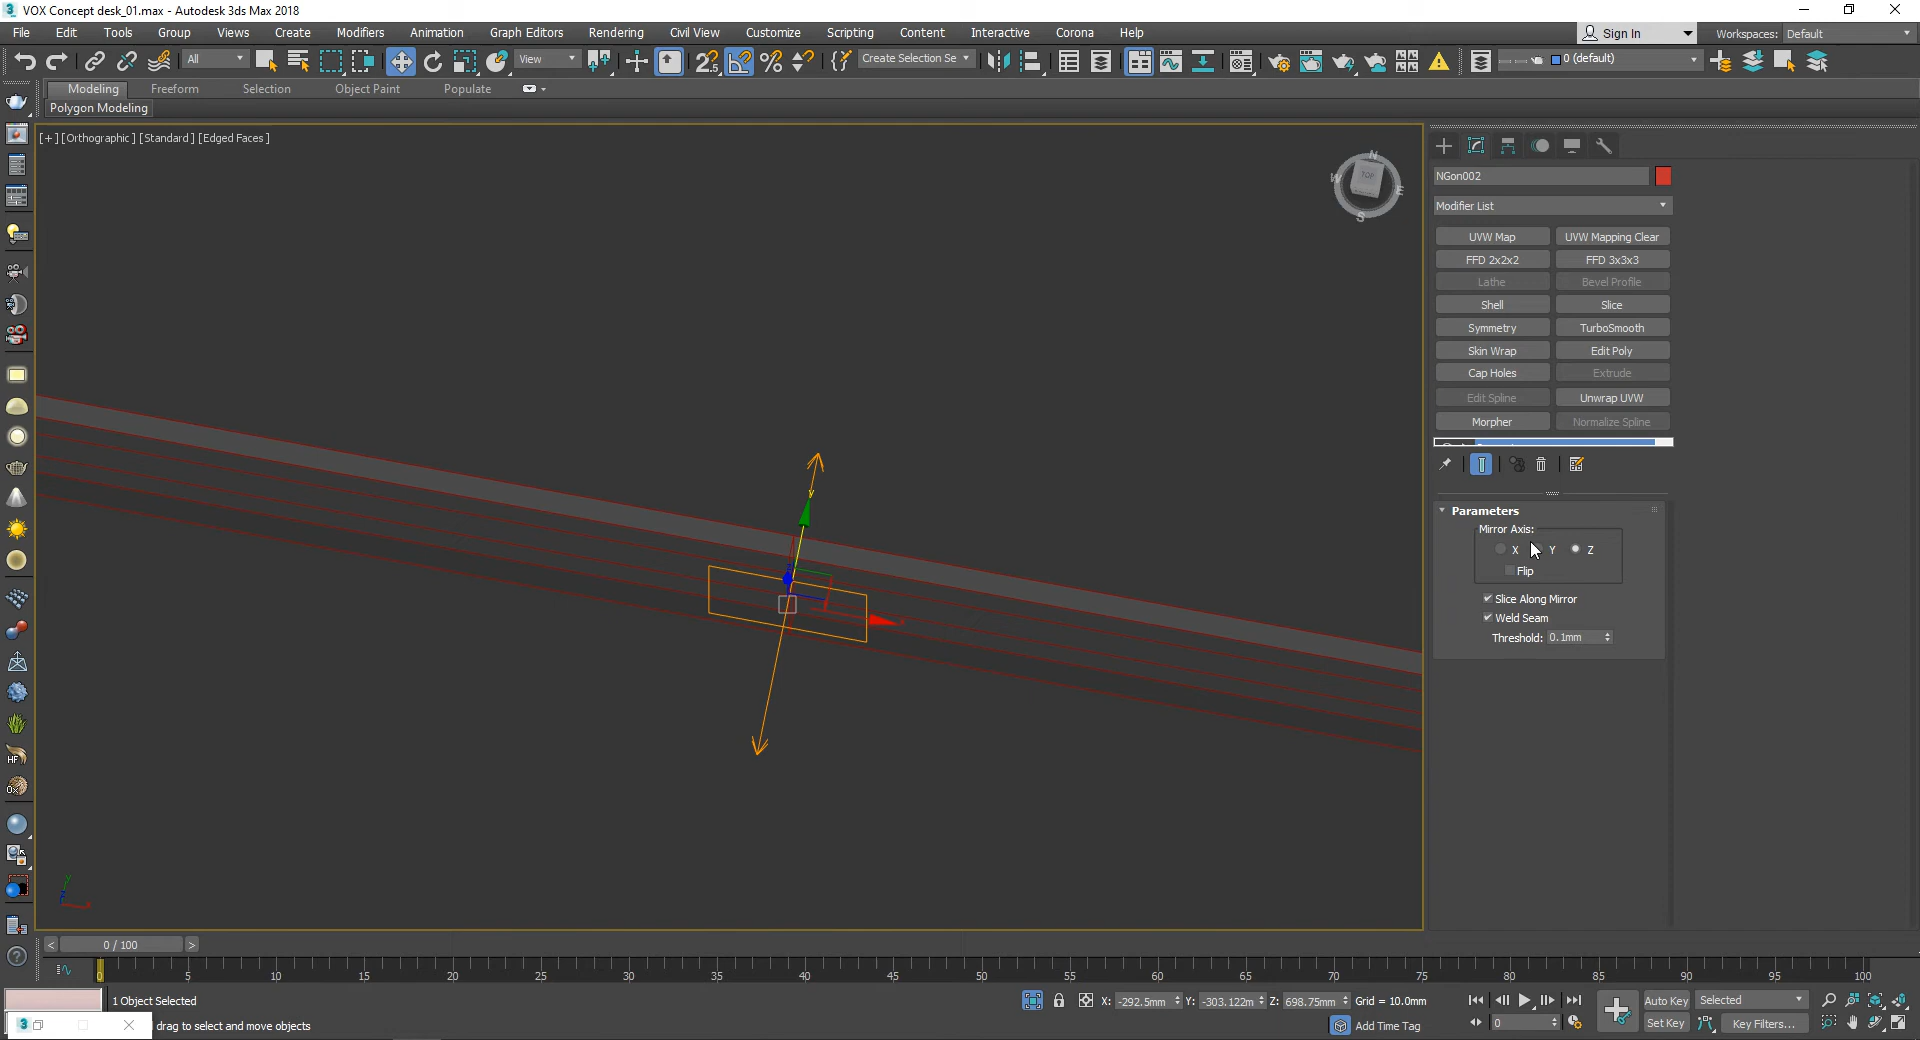 VOX Concept desk_01.max - Autodesk 3ds Max 2018
File Edit Tools Group Views Create Modifiers Animation Graph Editors Rendering Civil View Customize Scripting Content Interactive Corona Help
Sign In Workspaces: Default
All View Create Selection Se 0 (default)
Modeling Freeform Selection Object Paint Populate
Polygon Modeling
[+] [Orthographic] [Standard] [Edged Faces]
N
W TOP E
S
NGon002
Modifier List
UVW Map UVW Mapping Clear
FFD 2x2x2 FFD 3x3x3
Lathe Bevel Profile
Shell Slice
Symmetry TurboSmooth
Skin Wrap Edit Poly
Cap Holes Extrude
Edit Spline Unwrap UVW
Morpher Normalize Spline
Parameters
Mirror Axis:
X Y Z
Flip
Slice Along Mirror
Weld Seam
Threshold: 0.1mm
y
< 0 / 100 >
0 5 10 15 20 25 30 35 40 45 50 55 60 65 70 75 80 85 90 95 100
1 Object Selected X: -292.5mm Y: -303.122m Z: 698.75mm Grid = 10.0mm Auto Key Selected
drag to select and move objects Add Time Tag 0 Set Key Key Filters...